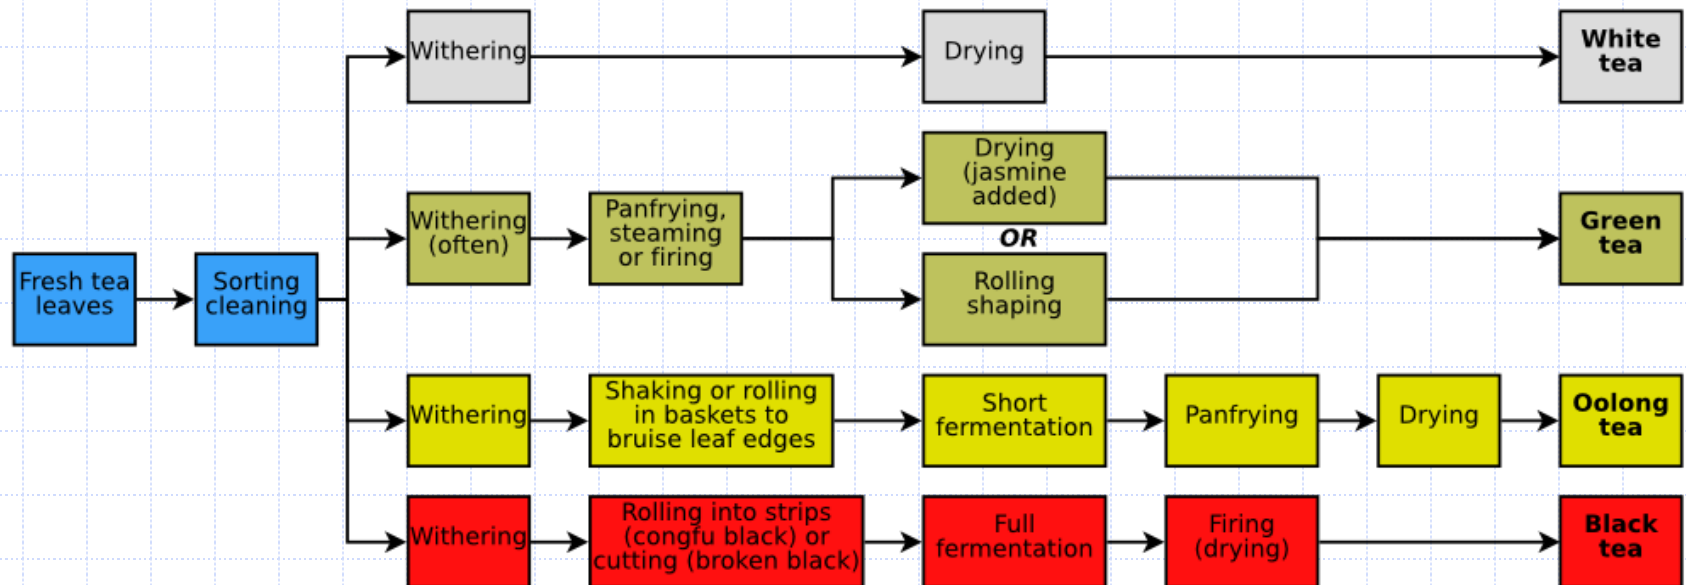 Withering
Drying
White
tea
Drying
(jasmine
added)
Withering
(often)
Panfrying,
steaming
or firing
OR
Green
tea
Fresh tea
leaves
Sorting
cleaning
Rolling
shaping
Withering
Shaking or rolling
in baskets to
bruise leaf edges
Short
fermentation
Panfrying
Drying
Oolong
tea
Withering
Rolling into strips
(congfu black) or
cutting (broken black)
Full
fermentation
Firing
(drying)
Black
tea